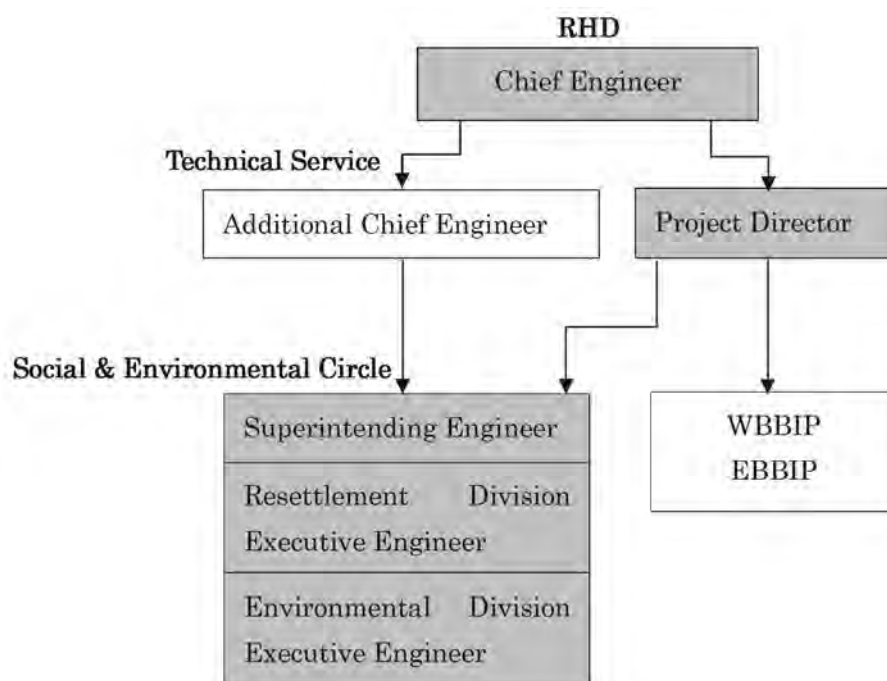 RHD
Chief Engineer
Technical Service
Additional Chief Engineer
Project Director
Social & Environmental Circle
Superintending Engineer
Resettlement Division
Executive Engineer
Environmental Division
Executive Engineer
WBBIP
EBBIP